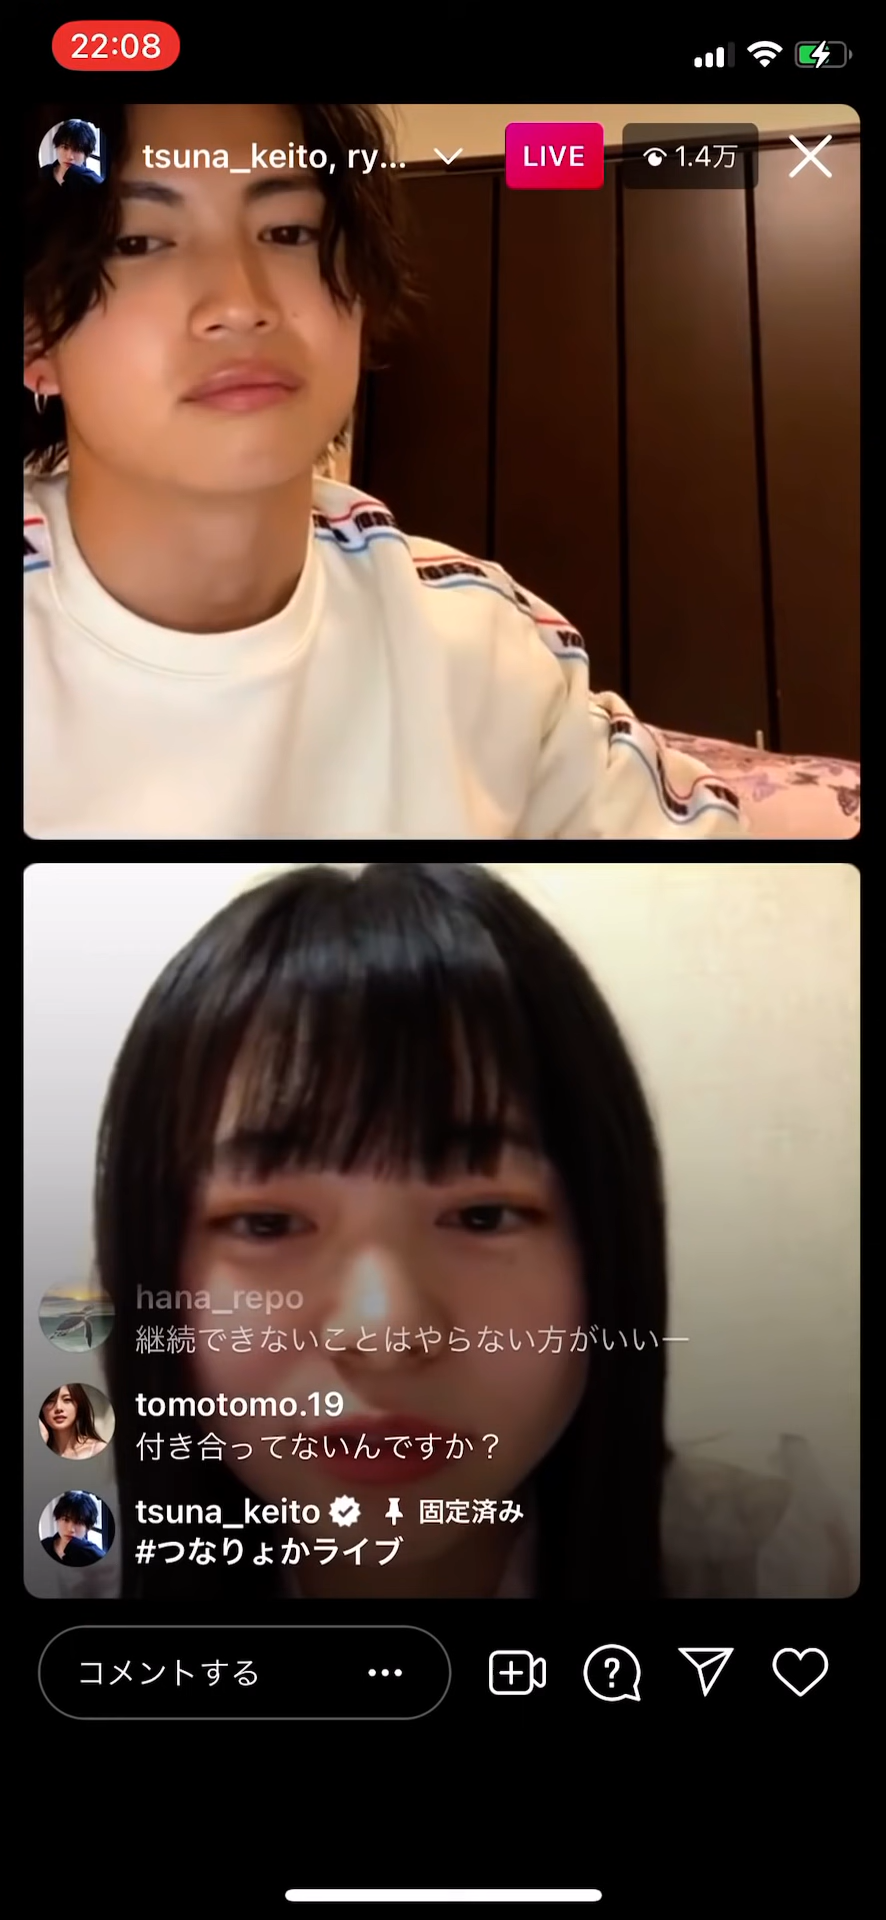 22:08
tsuna_keito, ry...
LIVE
1.4万
hana_repo
継続できないことはやらない方がいいー
tomotomo.19
付き合ってないんですか？
tsuna_keito 固定済み
#つなりょかライブ
コメントする